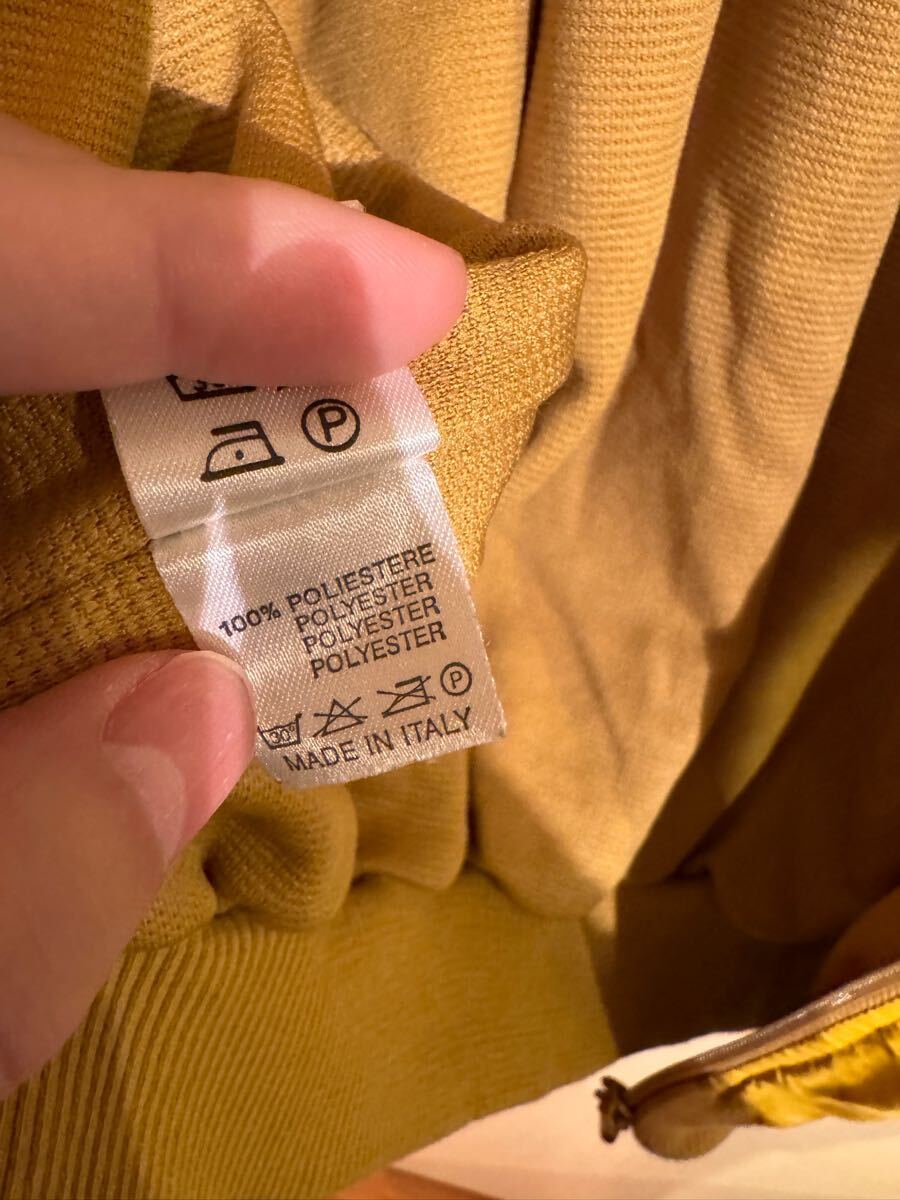 P
100% POLIESTERE
POLYESTER
POLYESTER
POLYESTER
30° P
MADE IN ITALY